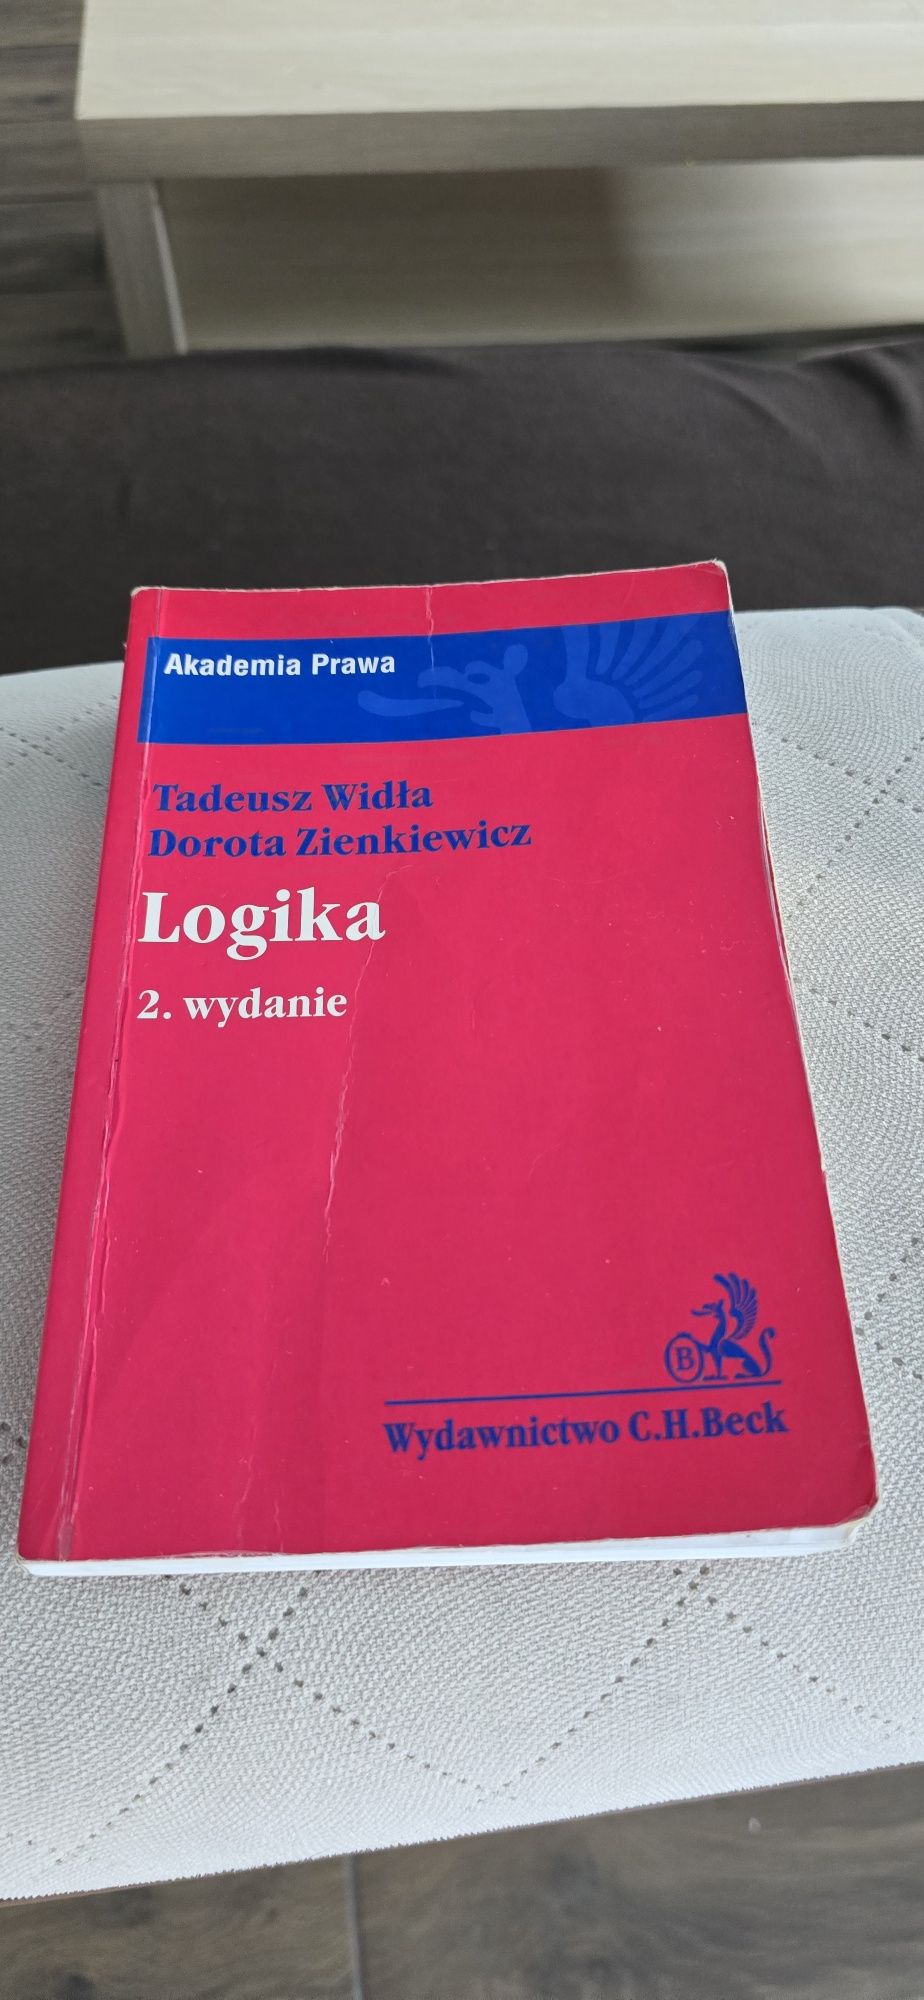 Akademia Prawa
Tadeusz Widła
Dorota Zienkiewicz
Logika
2. wydanie
B
Wydawnictwo C.H.Beck